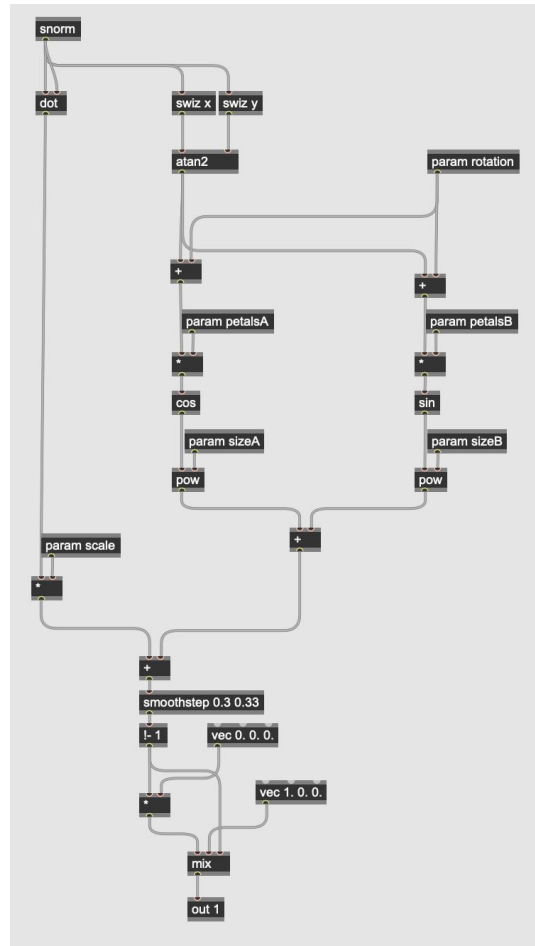 snorm
dot
swiz x
swiz y
atan2
param rotation
+
+
param petalsA
param petalsB
*
*
cos
sin
param sizeA
param sizeB
pow
pow
+
param scale
*
+
smoothstep 0.3 0.33
!- 1
vec 0. 0. 0.
vec 1. 0. 0.
*
mix
out 1